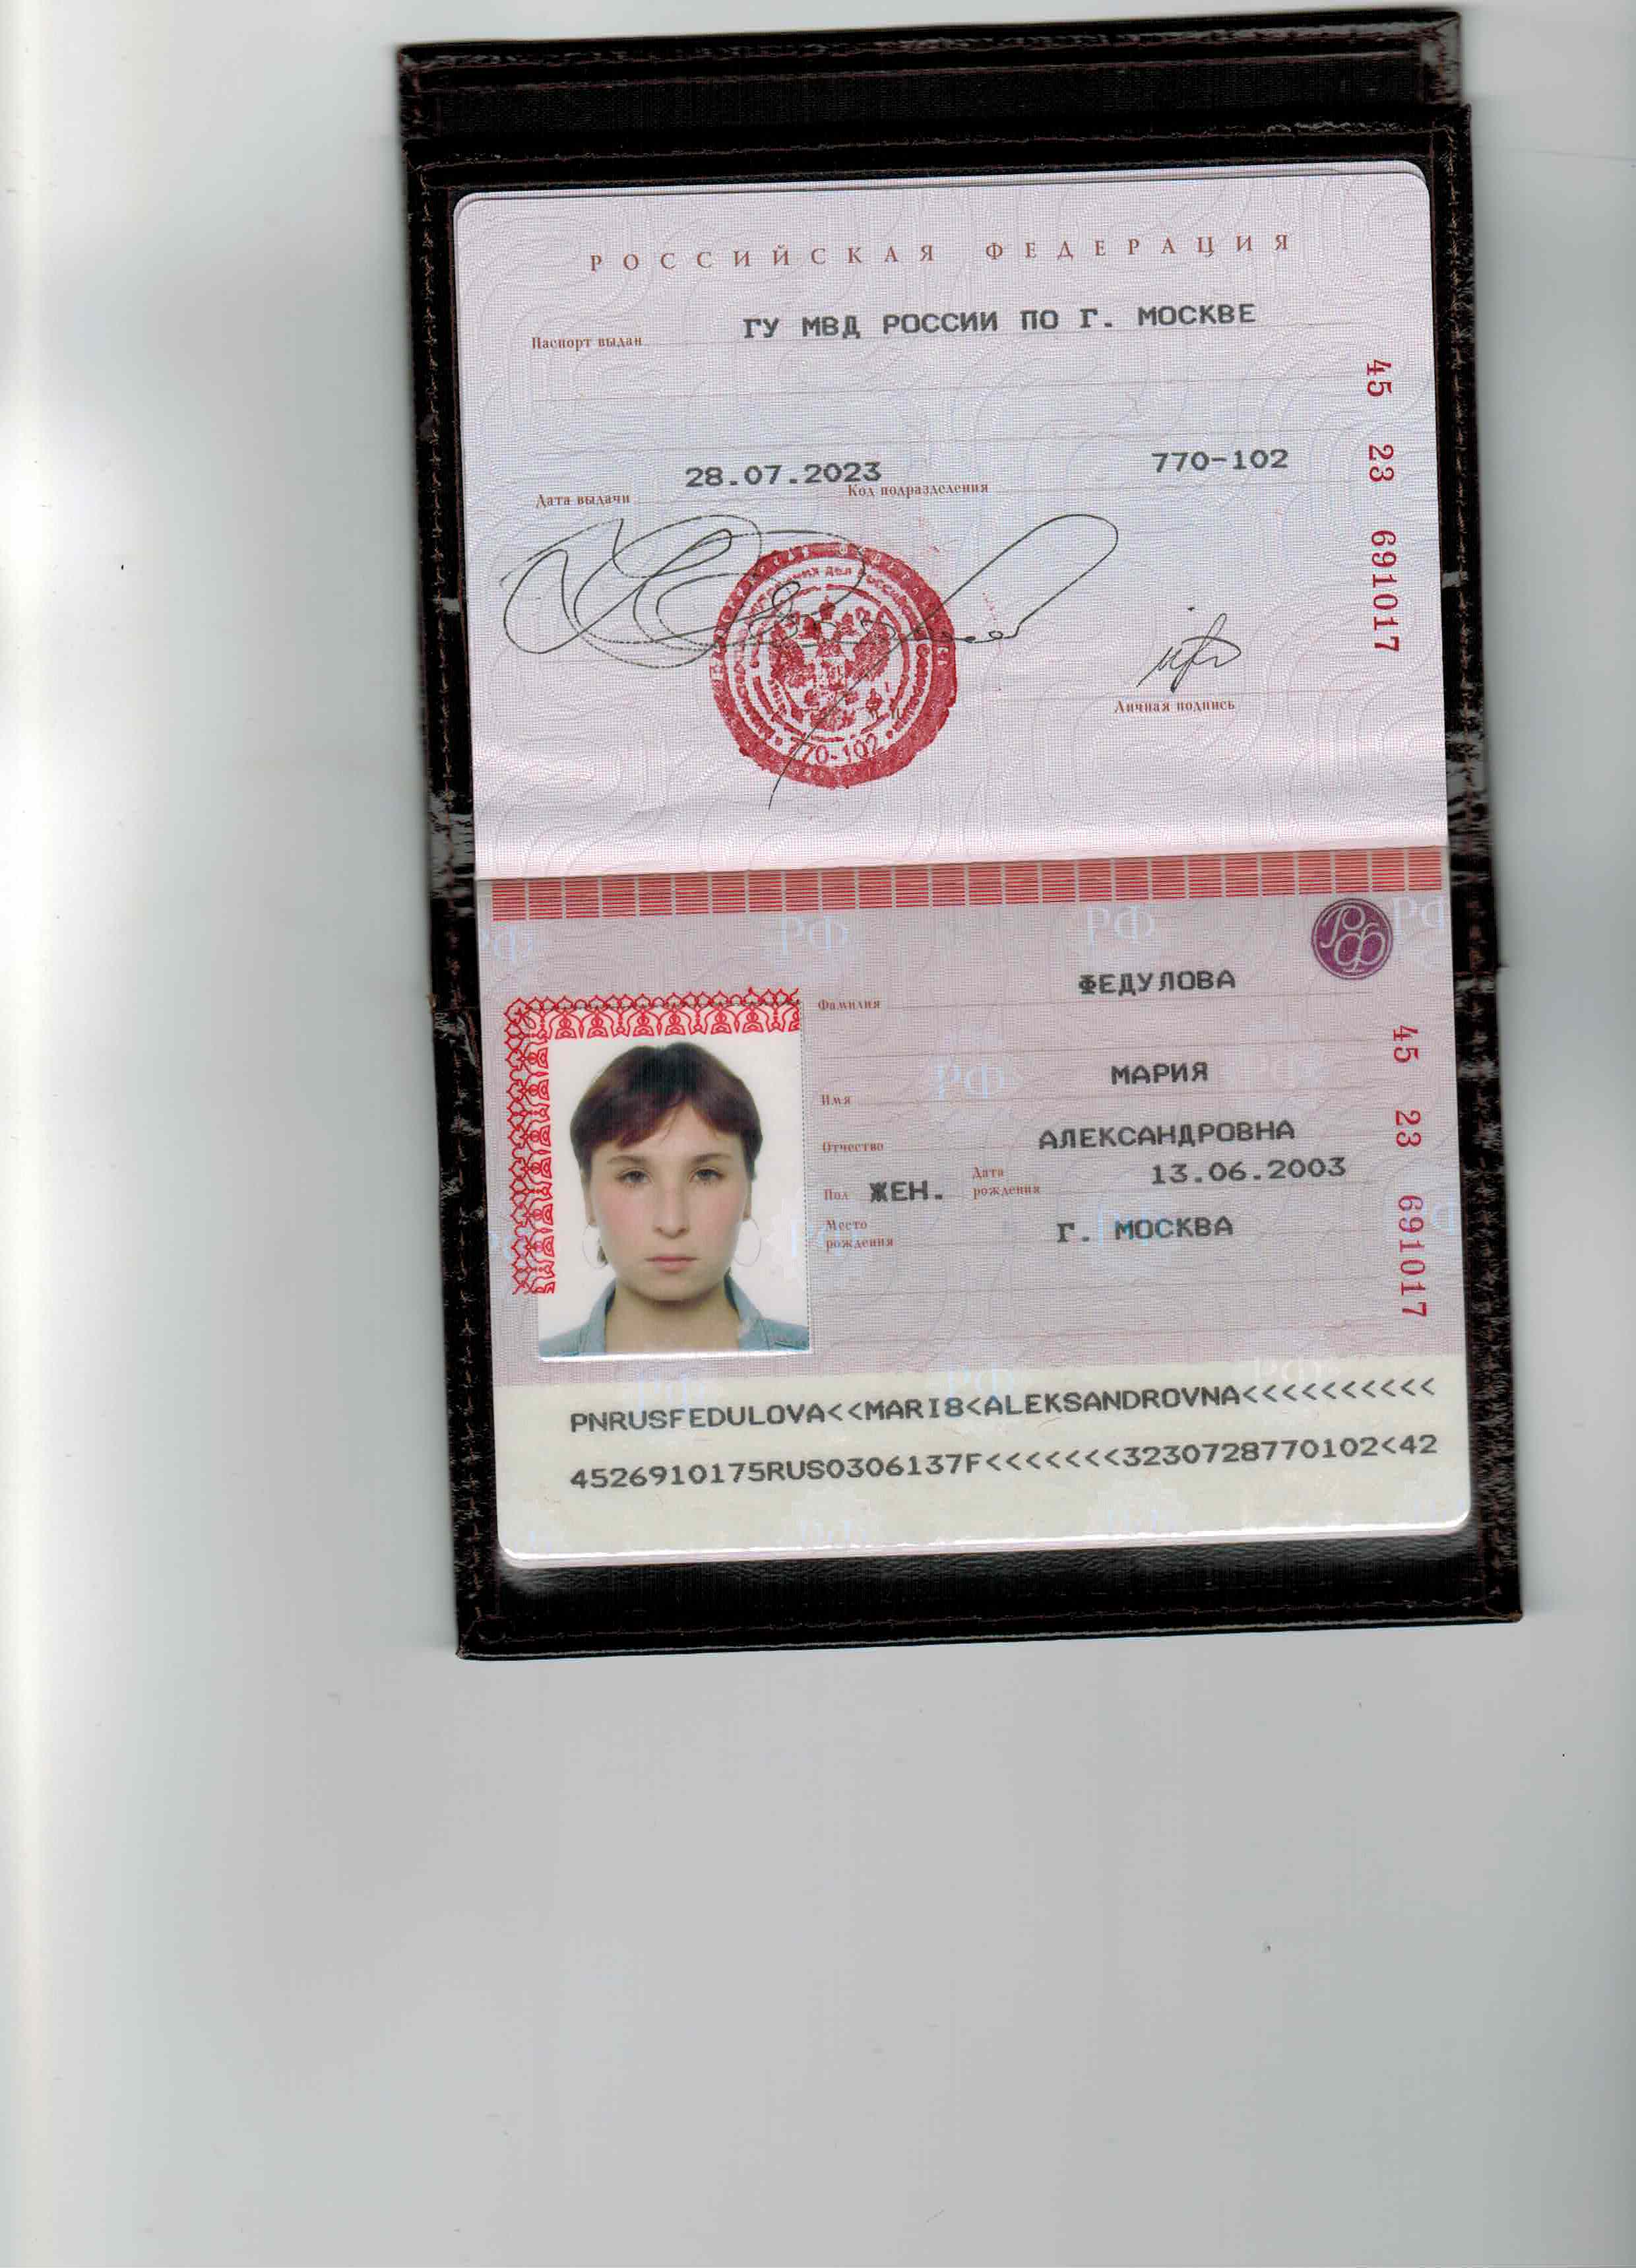 РОССИЙСКАЯ ФЕДЕРАЦИЯ
Паспорт выдан ГУ МВД РОССИИ ПО Г. МОСКВЕ
Дата выдачи 28.07.2023 Код подразделения 770-102
45 23 691017
770-102
Личная подпись
РФ
Фамилия ФЕДУЛОВА
Имя МАРИЯ
Отчество АЛЕКСАНДРОВНА
Пол ЖЕН. Дата рождения 13.06.2003
Место рождения Г. МОСКВА
45 23 691017
PNRUSFEDULOVA<<MARI8<ALEKSANDROVNA<<<<<<<<<<
4526910175RUS0306137F<<<<<<<3230728770102<42